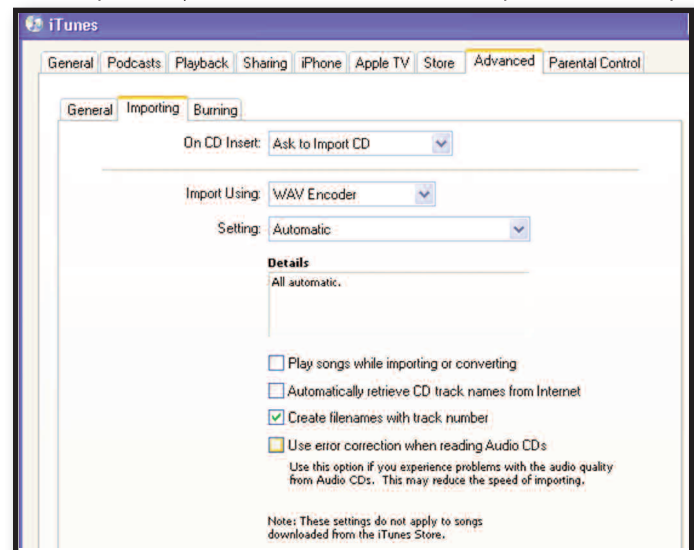 iTunes
General Podcasts Playback Sharing iPhone Apple TV Store Advanced Parental Control
General Importing Burning
On CD Insert: Ask to Import CD
Import Using: WAV Encoder
Setting: Automatic
Details
All automatic.
Play songs while importing or converting
Automatically retrieve CD track names from Internet
Create filenames with track number
Use error correction when reading Audio CDs
Use this option if you experience problems with the audio quality
from Audio CDs. This may reduce the speed of importing.
Note: These settings do not apply to songs
downloaded from the iTunes Store.